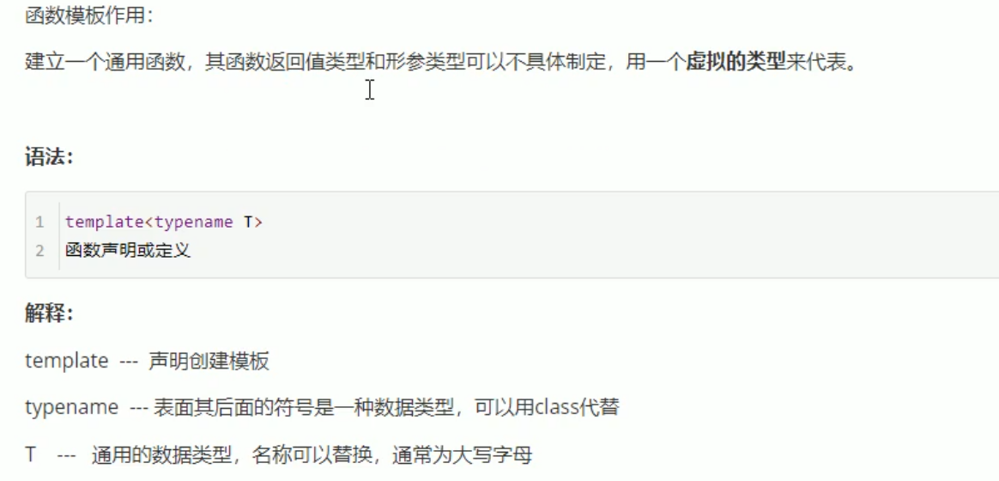 函数模板作用：
建立一个通用函数，其函数返回值类型和形参类型可以不具体制定，用一个虚拟的类型来代表。
语法：
1 template<typename T>
2 函数声明或定义
解释：
template --- 声明创建模板
typename --- 表面其后面的符号是一种数据类型，可以用class代替
T --- 通用的数据类型，名称可以替换，通常为大写字母